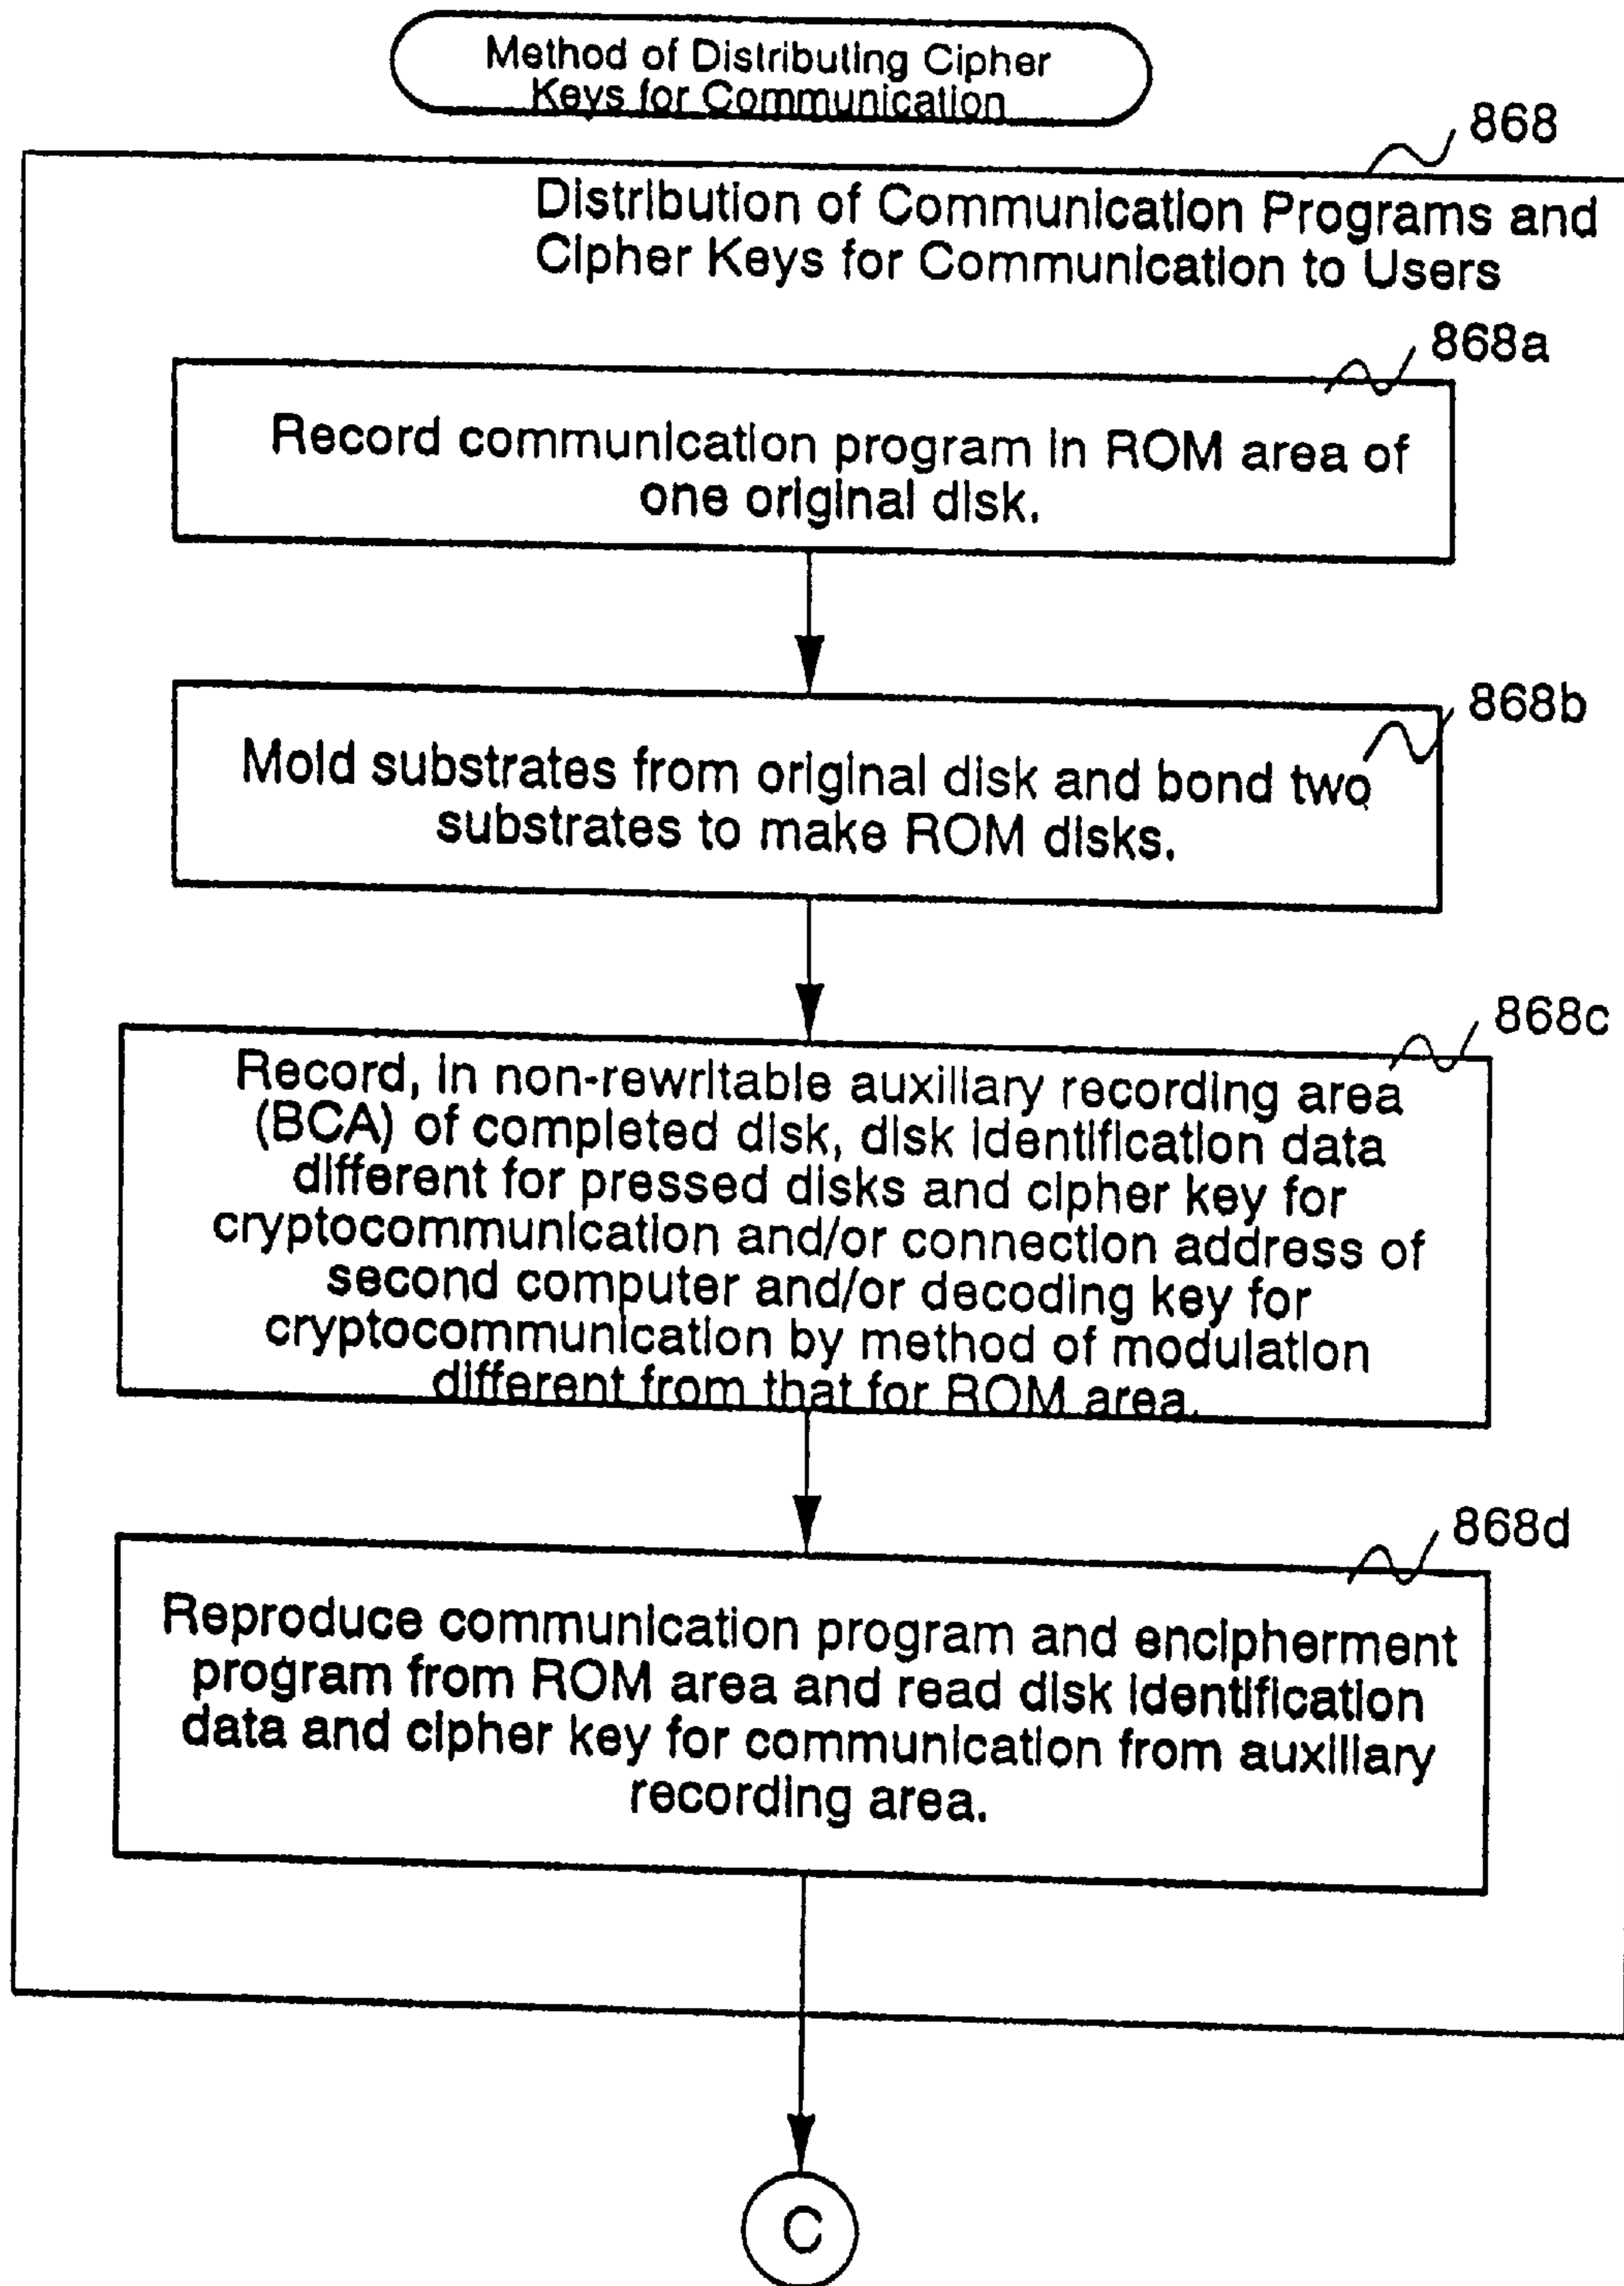 Method of Distributing Cipher
Keys for Communication
868
Distribution of Communication Programs and
Cipher Keys for Communication to Users
868a
Record communication program in ROM area of
one original disk.
868b
Mold substrates from original disk and bond two
substrates to make ROM disks.
868c
Record, in non-rewritable auxiliary recording area
(BCA) of completed disk, disk identification data
different for pressed disks and cipher key for
cryptocommunication and/or connection address of
second computer and/or decoding key for
cryptocommunication by method of modulation
different from that for ROM area.
868d
Reproduce communication program and encipherment
program from ROM area and read disk identification
data and cipher key for communication from auxiliary
recording area.
C